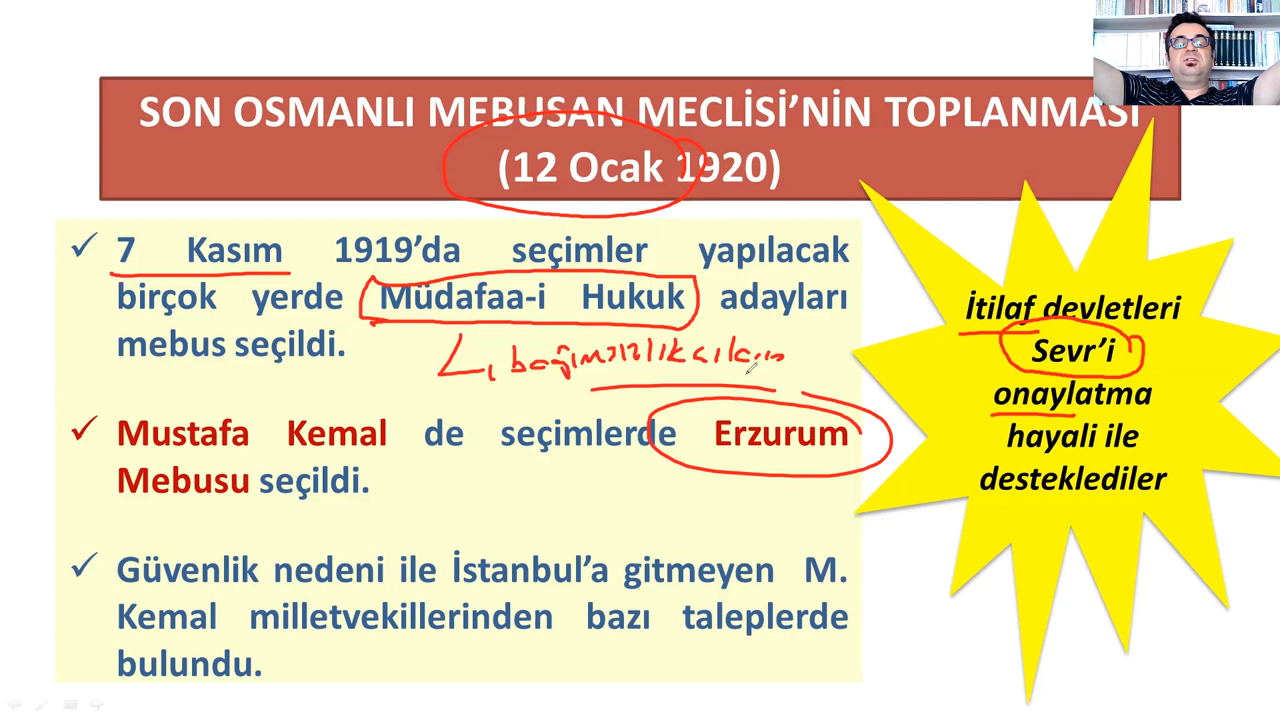 SON OSMANLI MEBUSAN MECLİSİ’NİN TOPLANMASI
(12 Ocak 1920)
7 Kasım 1919’da seçimler yapılacak
birçok yerde Müdafaa-i Hukuk adayları
mebus seçildi.
Mustafa Kemal de seçimlerde Erzurum
Mebusu seçildi.
Güvenlik nedeni ile İstanbul’a gitmeyen M.
Kemal milletvekillerinden bazı taleplerde
bulundu.
İtilaf devletleri
Sevr’i
onaylatma
hayali ile
desteklediler